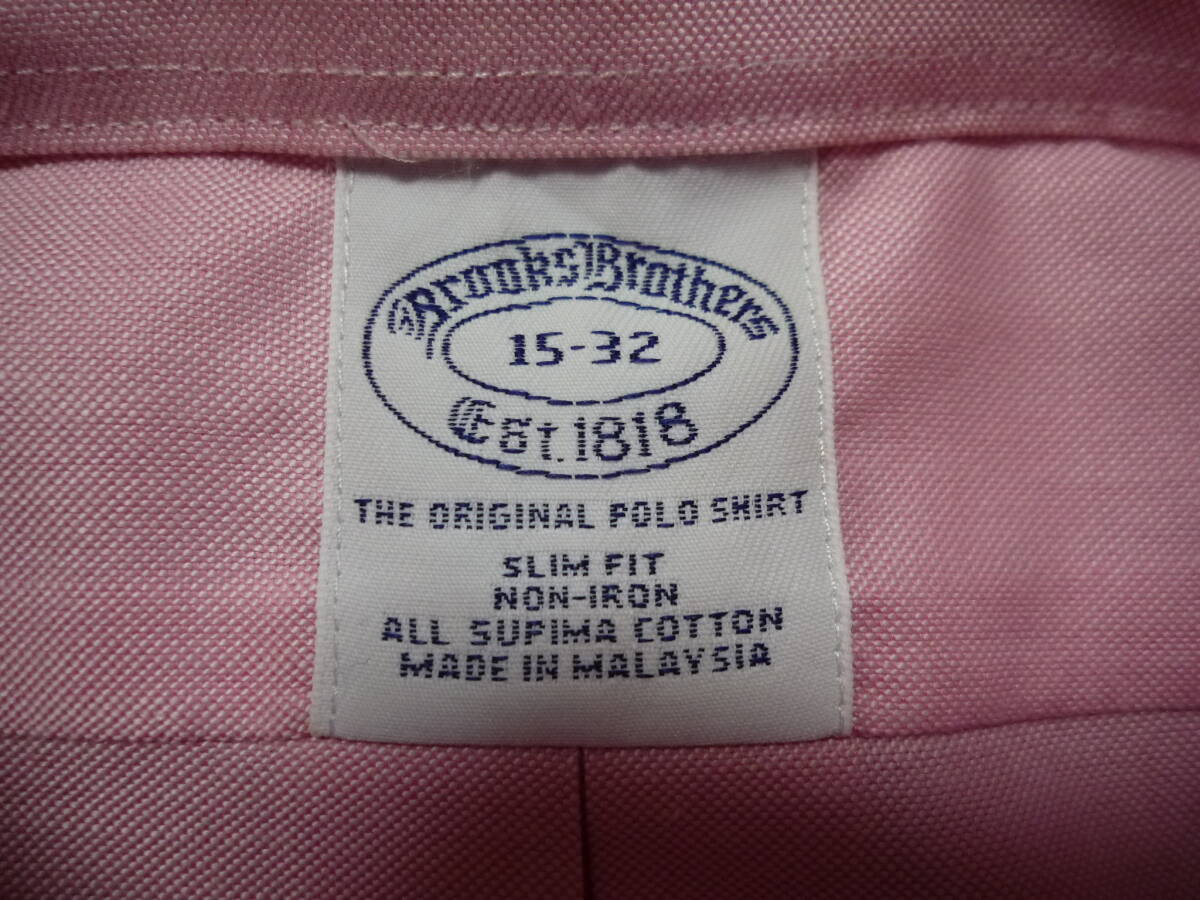 Brooks Brothers
15-32
Est. 1818
THE ORIGINAL POLO SHIRT
SLIM FIT
NON-IRON
ALL SUPIMA COTTON
MADE IN MALAYSIA